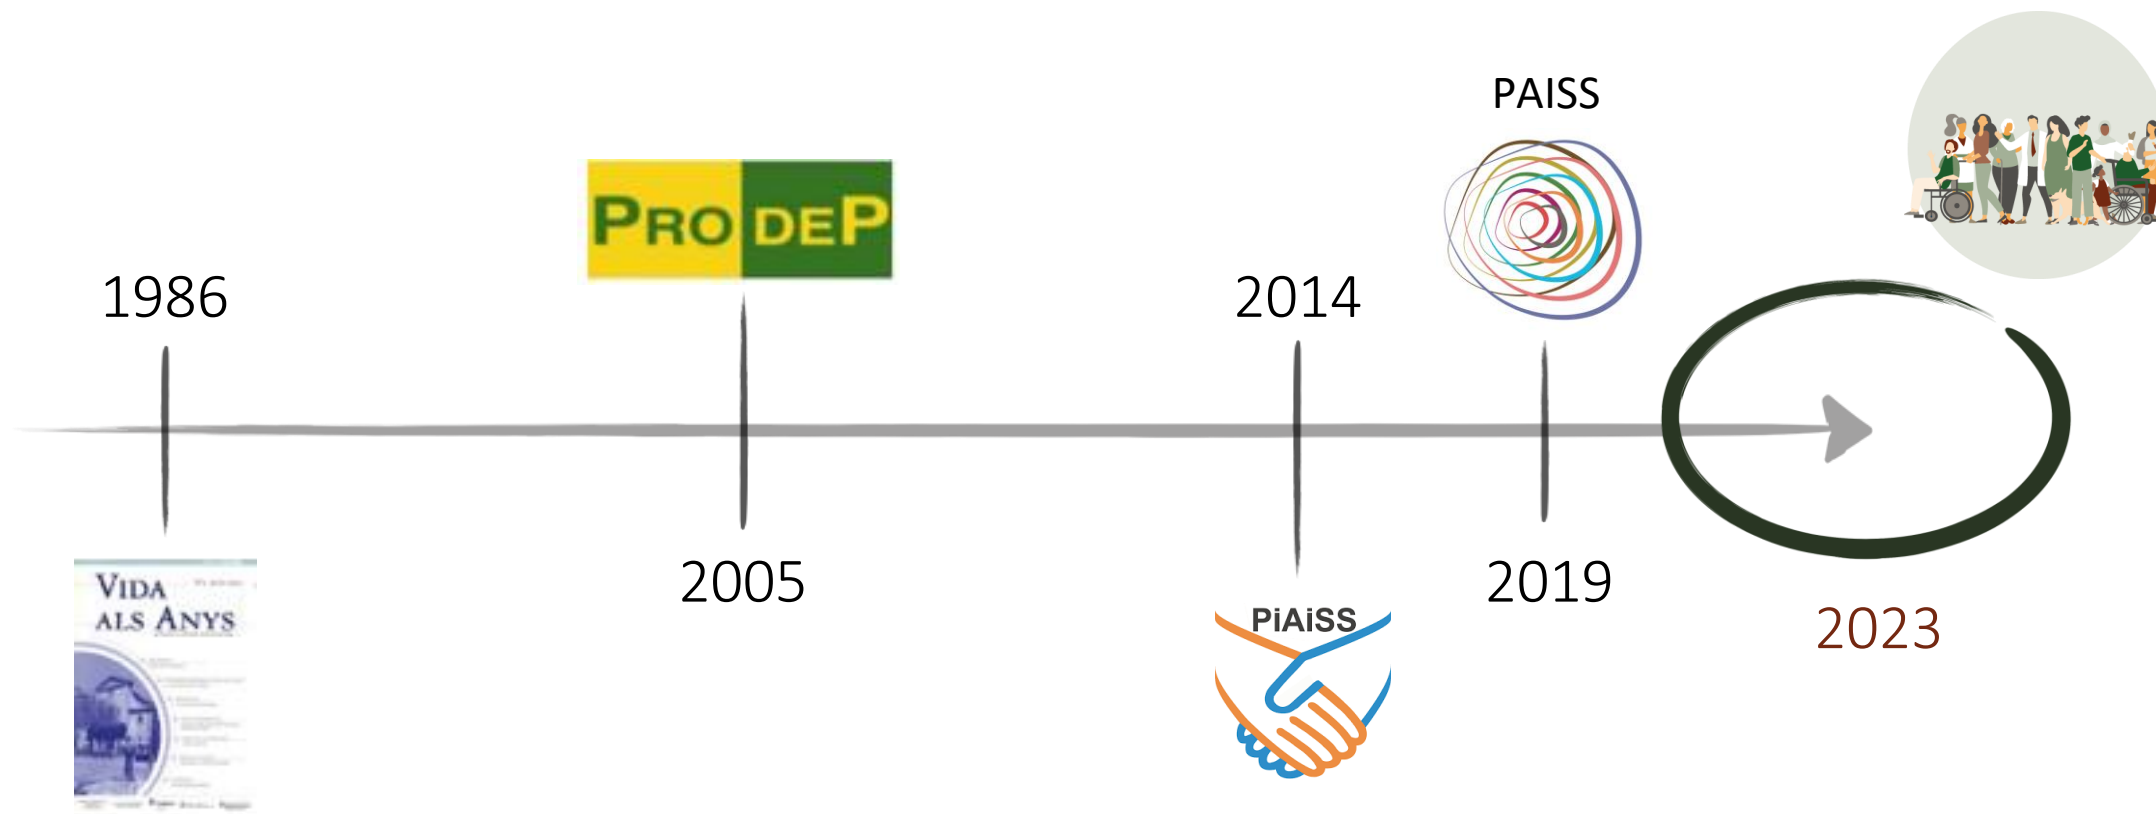 PAISS
PRODEP
1986
2014
2005
2019
VIDA
ALS ANYS
PiAiSS
2023